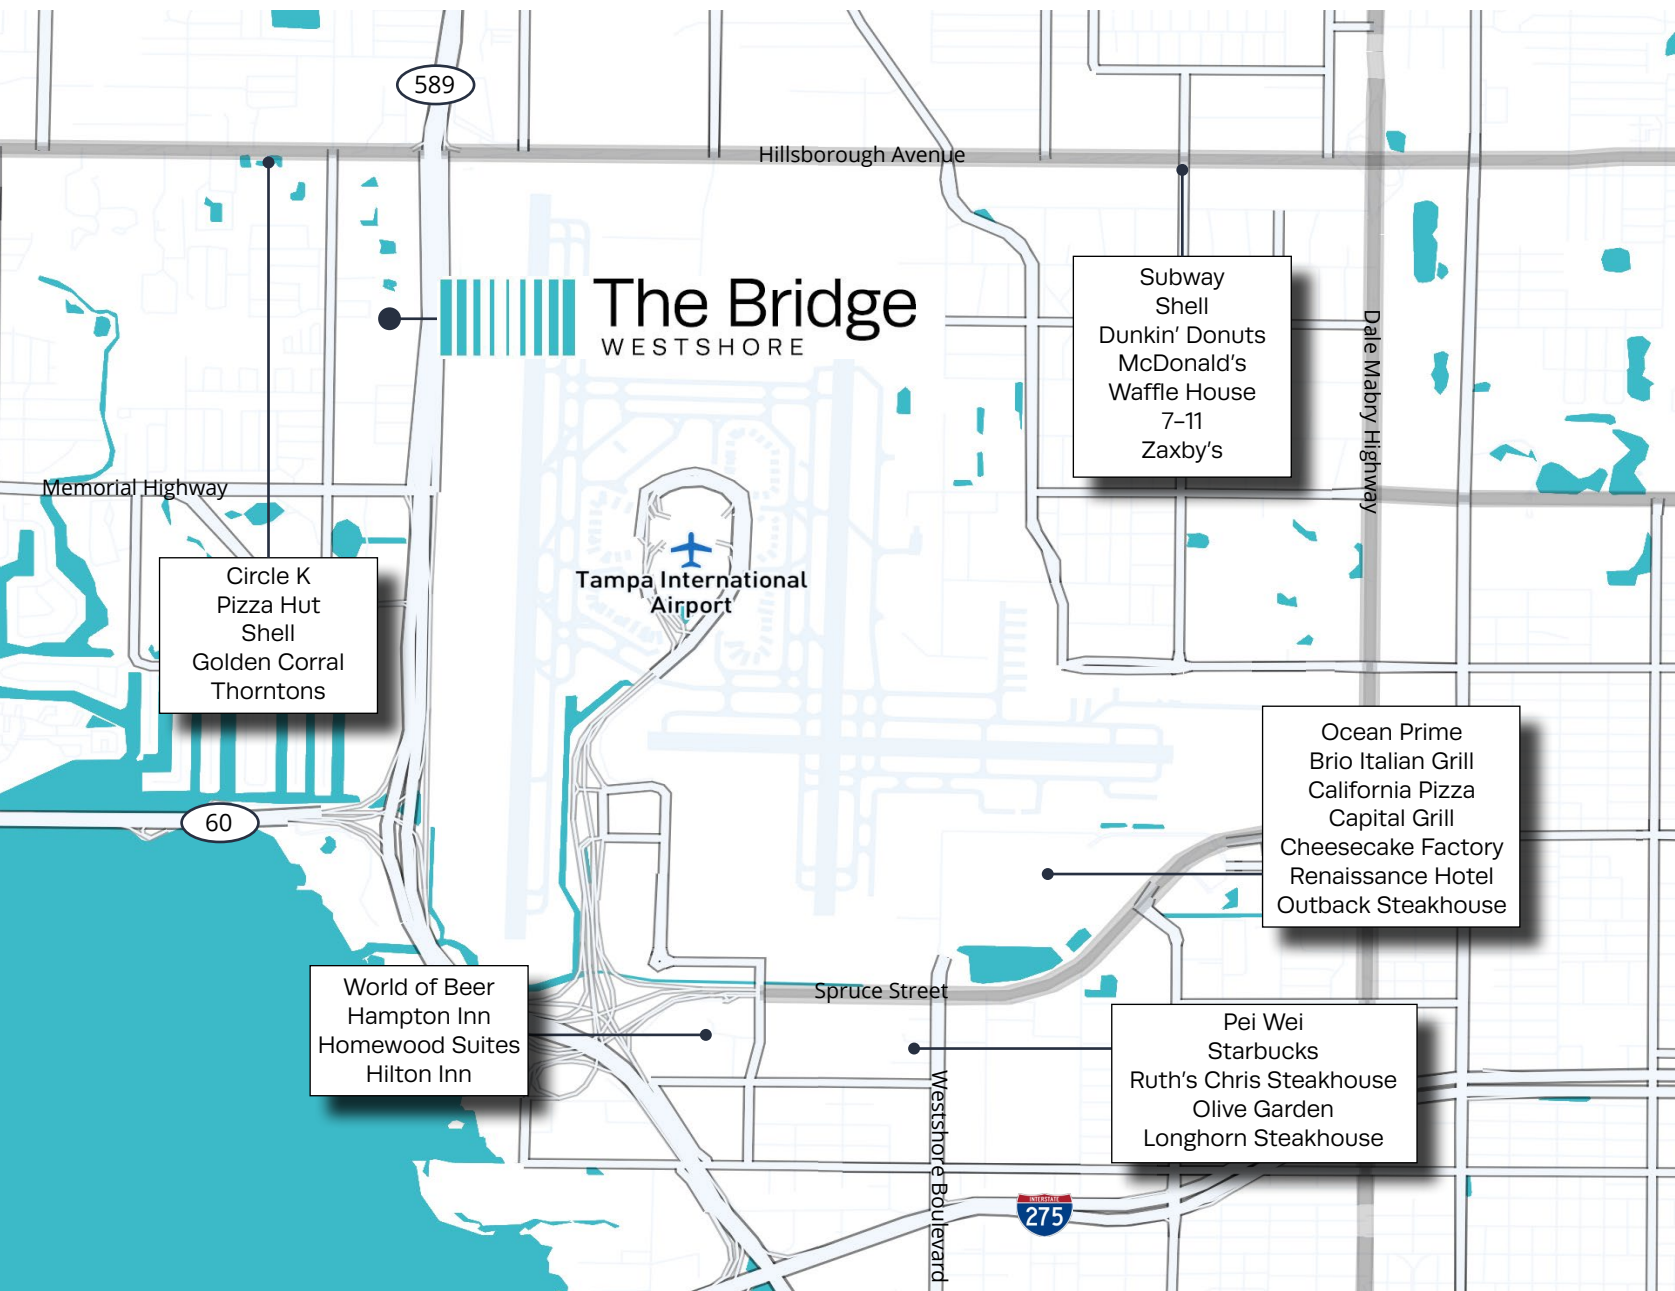 589
Hillsborough Avenue
The Bridge
WESTSHORE
Subway
Shell
Dunkin’ Donuts
McDonald’s
Waffle House
7-11
Zaxby’s
Dale Mabry Highway
Memorial Highway
Tampa International
Airport
Circle K
Pizza Hut
Shell
Golden Corral
Thorntons
Ocean Prime
Brio Italian Grill
California Pizza
Capital Grill
Cheesecake Factory
Renaissance Hotel
Outback Steakhouse
60
World of Beer
Hampton Inn
Homewood Suites
Hilton Inn
Spruce Street
Pei Wei
Starbucks
Ruth’s Chris Steakhouse
Olive Garden
Longhorn Steakhouse
Westshore Boulevard
INTERSTATE
275